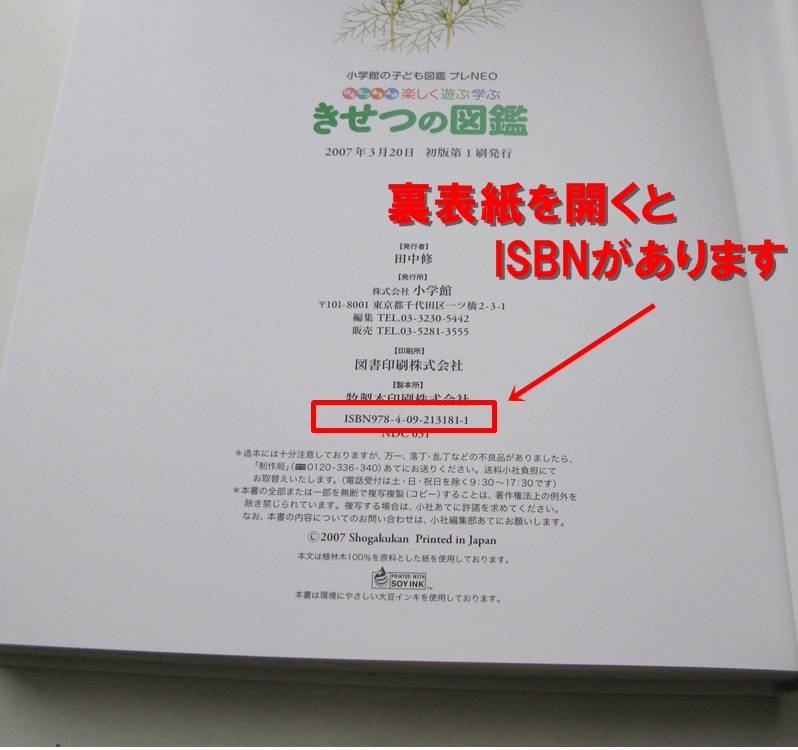 小学館の子ども図鑑 プレNEO
楽しく遊ぶ学ぶ
きせつの図鑑
2007年3月20日 初版第1刷発行
裏表紙を開くと
ISBNがあります
【発行者】
田中修
【発行所】
株式会社 小学館
〒101-8001 東京都千代田区一ツ橋2-3-1
編集 TEL.03-3230-5442
販売 TEL.03-5281-3555
【印刷所】
図書印刷株式会社
【製本所】
牧製本印刷株式会社
ISBN978-4-09-213181-1
NDC 031
＊造本には十分注意しておりますが、万一、落丁・乱丁などの不良品がありましたら、
「制作局」(0120-336-340)あてにお送りください。送料小社負担にて
お取替えいたします。(電話受付は土・日・祝日を除く9:30〜17:30です)
＊本書の全部または一部を無断で複写複製(コピー)することは、著作権法上の例外を
除き禁じられています。複写する場合は、小社あてに許諾を求めてください。
なお、本書の内容についてのお問い合わせは、小社編集部あてにお願いします。
©2007 Shogakukan Printed in Japan
本文は植林木100%を原料とした紙を使用しております。
PRINTED WITH
SOY INK TM
本書は環境にやさしい大豆インキを使用しております。